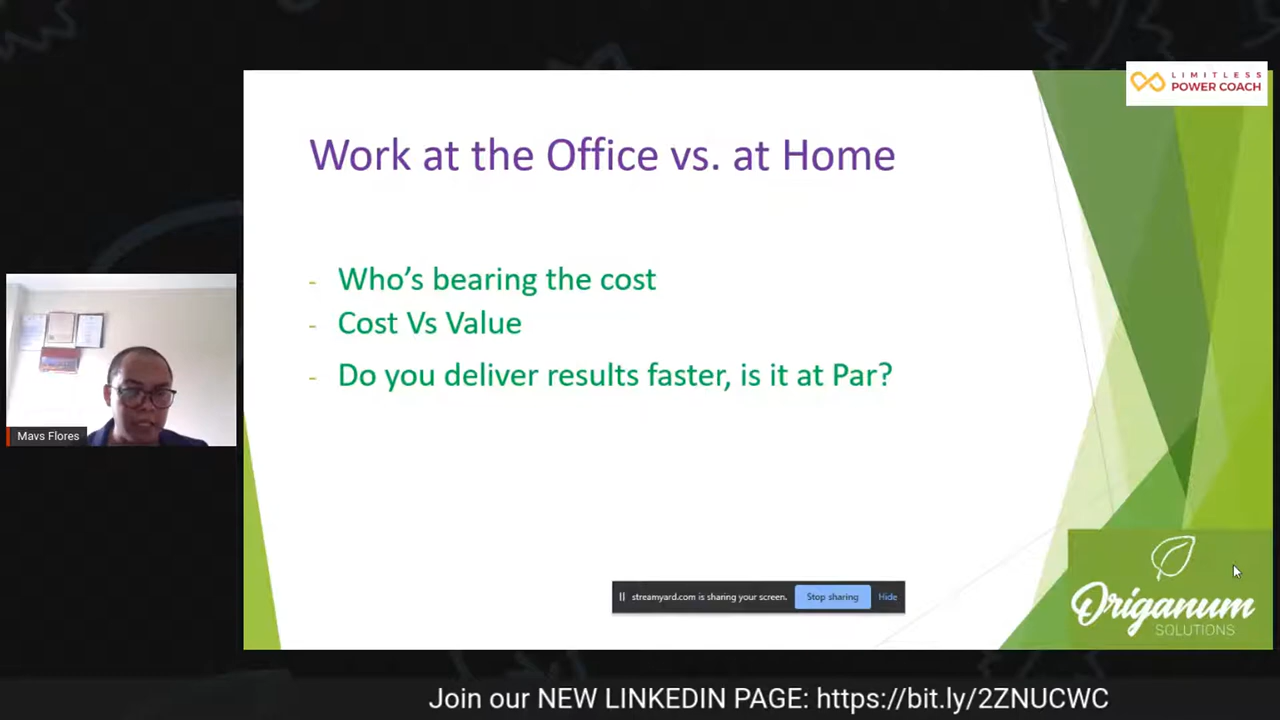 LIMITLESS
POWER COACH
Work at the Office vs. at Home
- Who's bearing the cost
- Cost Vs Value
- Do you deliver results faster, is it at Par?
Mavs Flores
streamyard.com is sharing your screen. Stop sharing Hide
Origanum
SOLUTIONS
Join our NEW LINKEDIN PAGE: https://bit.ly/2ZNUCWC